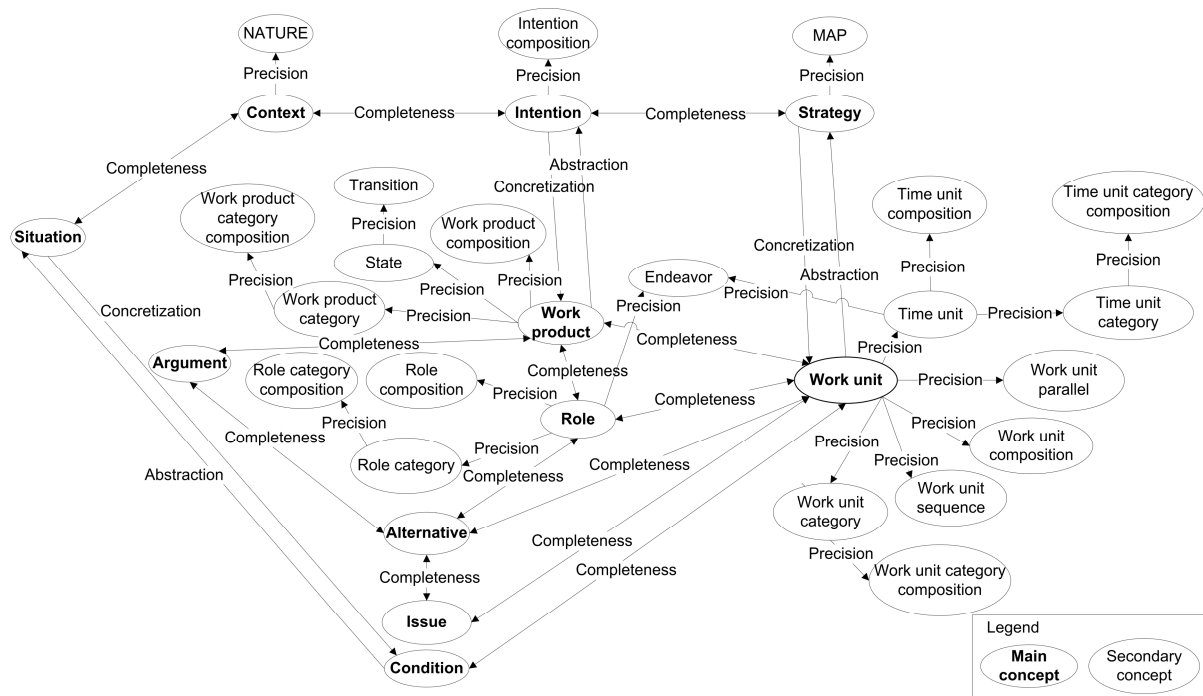 NATURE
Intention
composition
MAP
Precision
Precision
Precision
Context
Completeness
Intention
Completeness
Strategy
Completeness
Abstraction
Concretization
Transition
Work product
category
composition
Precision
Work product
composition
Time unit
composition
Time unit category
composition
Situation
State
Concretization
Precision
Precision
Precision
Endeavor
Abstraction
Precision
Precision
Precision
Work product
category
Precision
Precision
Work
product
Time unit
Precision
Time unit
category
Concretization
Completeness
Completeness
Precision
Argument
Role category
composition
Role
composition
Completeness
Work unit
Precision
Work unit
parallel
Precision
Role
Completeness
Precision
Completeness
Precision
Precision
Work unit
composition
Role category
Completeness
Completeness
Precision
Precision
Abstraction
Work unit
category
Work unit
sequence
Alternative
Completeness
Precision
Completeness
Completeness
Work unit category
composition
Issue
Condition
Legend
Main
concept
Secondary
concept